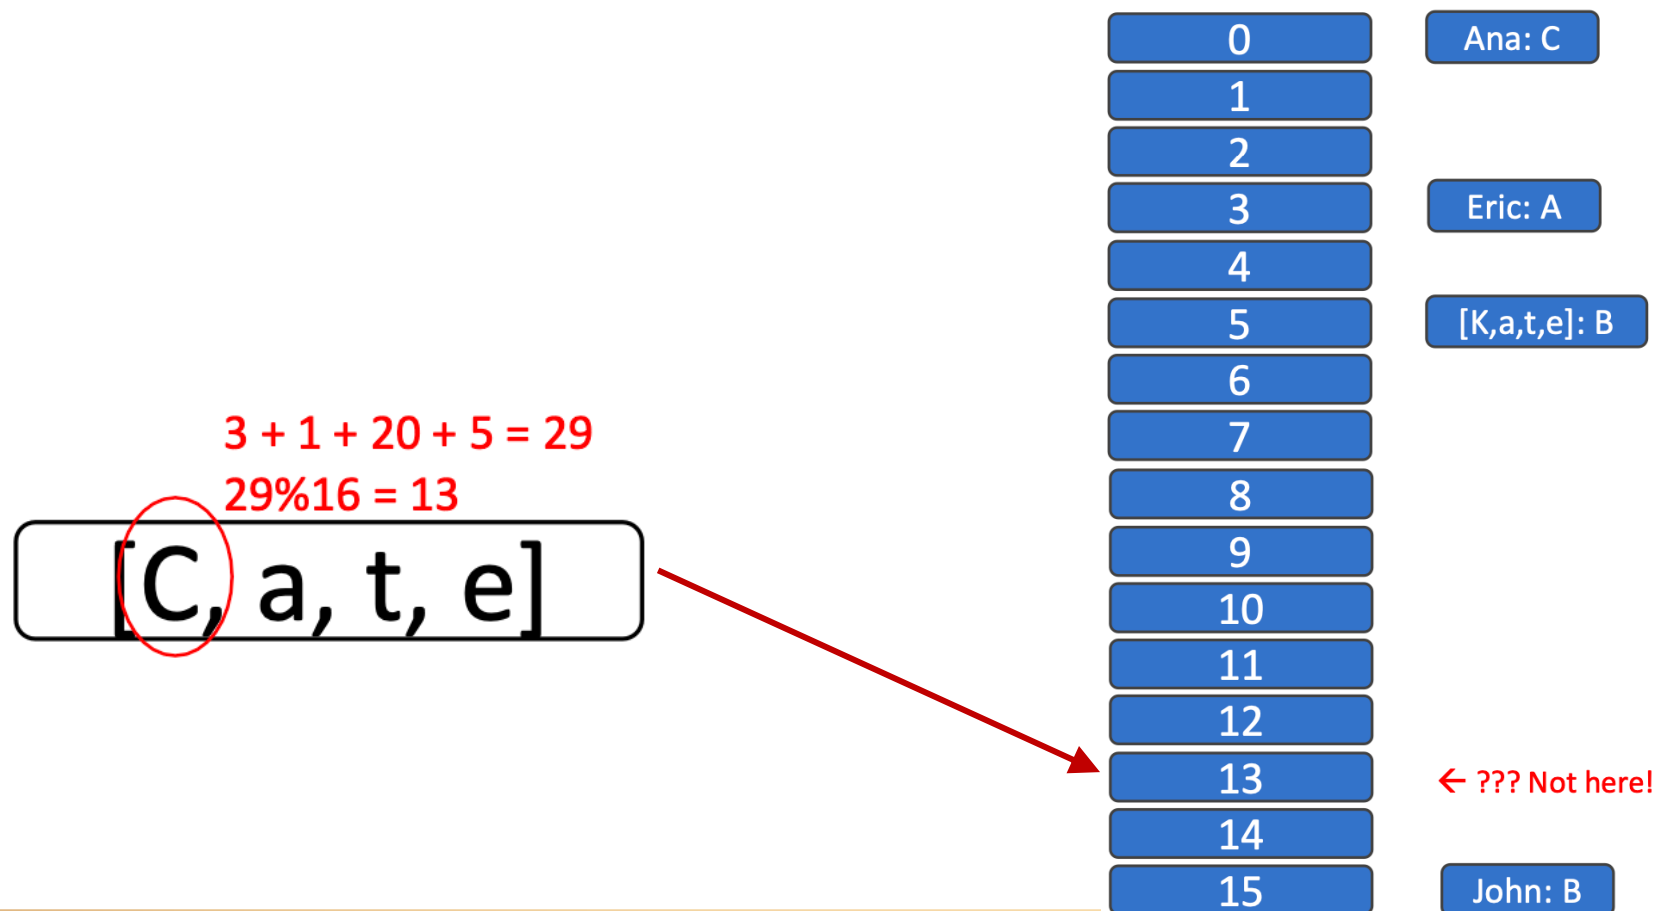 3 + 1 + 20 + 5 = 29
29%16 = 13
[C, a, t, e]
0 Ana: C
1
2
3 Eric: A
4
5 [K,a,t,e]: B
6
7
8
9
10
11
12
13 ← ??? Not here!
14
15 John: B